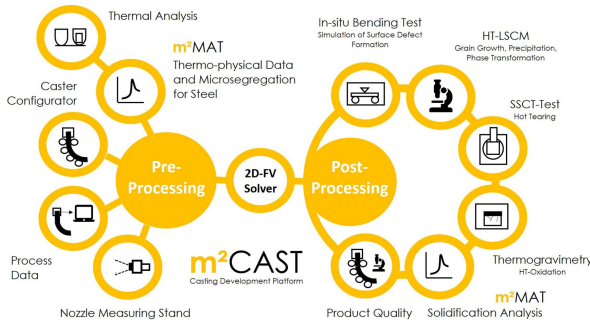 Thermal Analysis
m²MAT
Thermo-physical Data
and Microsegregation
for Steel
Caster
Configurator
Pre-
Processing
Process
Data
Nozzle Measuring Stand
2D-FV
Solver
m²CAST
Casting Development Platform
Post-
Processing
In-situ Bending Test
Simulation of Surface Defect
Formation
HT-LSCM
Grain Growth, Precipitation,
Phase Transformation
SSCT-Test
Hot Tearing
Thermogravimetry
HT-Oxidation
m²MAT
Solidification Analysis
Product Quality